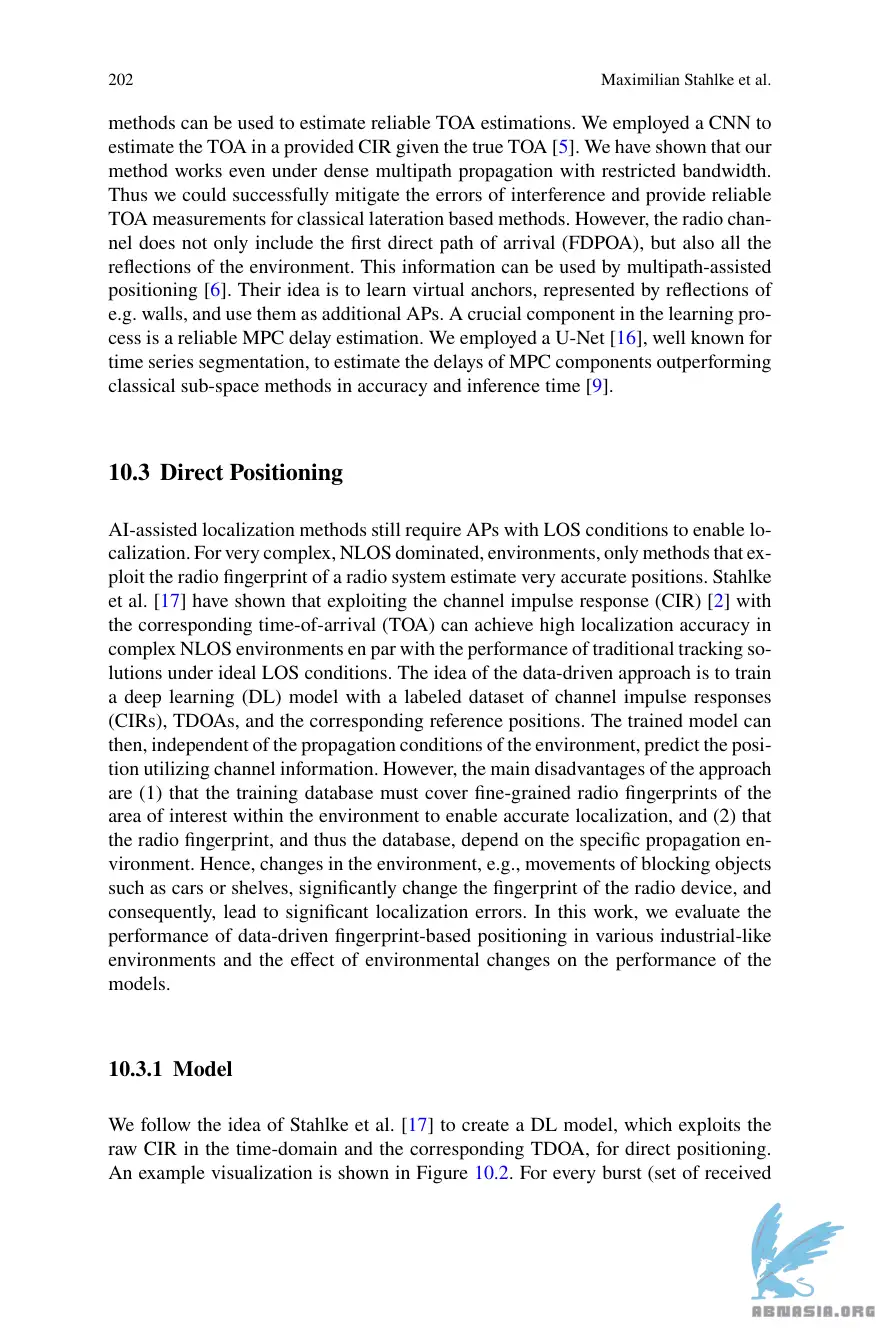 202
Maximilian Stahlke et al.
methods can be used to estimate reliable TOA estimations. We employed a CNN to
estimate the TOA in a provided CIR given the true TOA [5]. We have shown that our
method works even under dense multipath propagation with restricted bandwidth.
Thus we could successfully mitigate the errors of interference and provide reliable
TOA measurements for classical lateration based methods. However, the radio chan-
nel does not only include the first direct path of arrival (FDPOA), but also all the
reflections of the environment. This information can be used by multipath-assisted
positioning [6]. Their idea is to learn virtual anchors, represented by reflections of
e.g. walls, and use them as additional APs. A crucial component in the learning pro-
cess is a reliable MPC delay estimation. We employed a U-Net [16], well known for
time series segmentation, to estimate the delays of MPC components outperforming
classical sub-space methods in accuracy and inference time [9].
10.3 Direct Positioning
AI-assisted localization methods still require APs with LOS conditions to enable lo-
calization. For very complex, NLOS dominated, environments, only methods that ex-
ploit the radio fingerprint of a radio system estimate very accurate positions. Stahlke
et al. [17] have shown that exploiting the channel impulse response (CIR) [2] with
the corresponding time-of-arrival (TOA) can achieve high localization accuracy in
complex NLOS environments en par with the performance of traditional tracking so-
lutions under ideal LOS conditions. The idea of the data-driven approach is to train
a deep learning (DL) model with a labeled dataset of channel impulse responses
(CIRs), TDOAs, and the corresponding reference positions. The trained model can
then, independent of the propagation conditions of the environment, predict the posi-
tion utilizing channel information. However, the main disadvantages of the approach
are (1) that the training database must cover fine-grained radio fingerprints of the
area of interest within the environment to enable accurate localization, and (2) that
the radio fingerprint, and thus the database, depend on the specific propagation en-
vironment. Hence, changes in the environment, e.g., movements of blocking objects
such as cars or shelves, significantly change the fingerprint of the radio device, and
consequently, lead to significant localization errors. In this work, we evaluate the
performance of data-driven fingerprint-based positioning in various industrial-like
environments and the effect of environmental changes on the performance of the
models.
10.3.1 Model
We follow the idea of Stahlke et al. [17] to create a DL model, which exploits the
raw CIR in the time-domain and the corresponding TDOA, for direct positioning.
An example visualization is shown in Figure 10.2. For every burst (set of received
ABNASIA.ORG